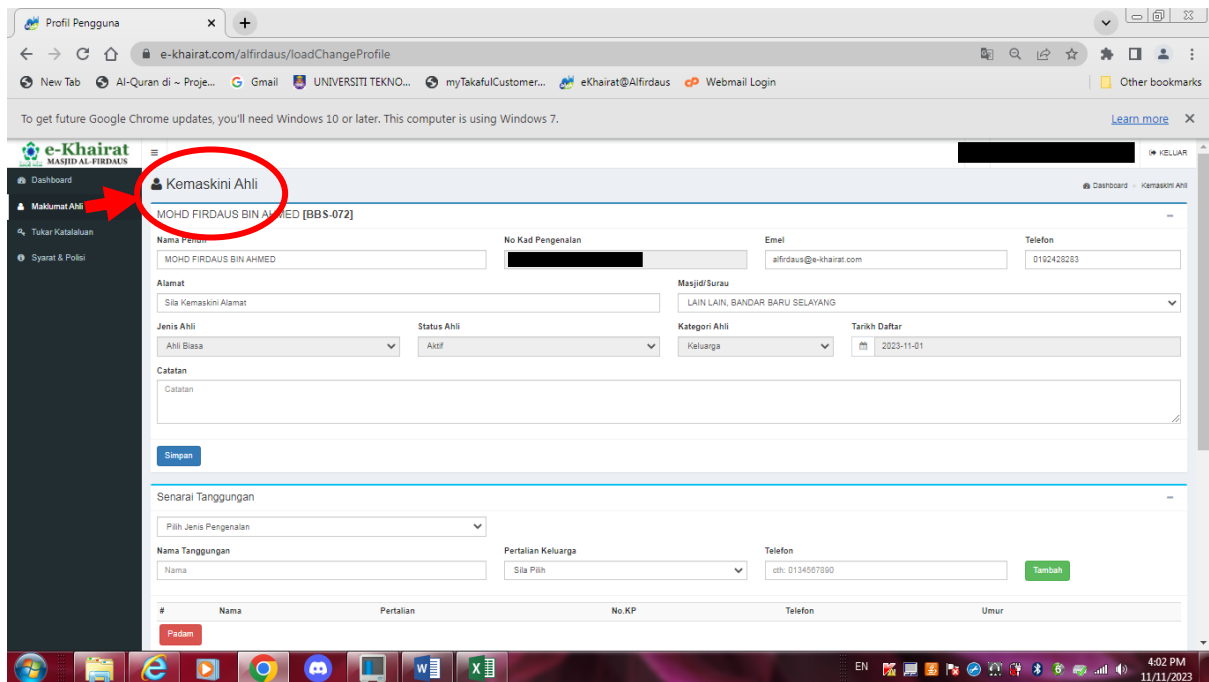 Profil Pengguna
e-khairat.com/alfirdaus/loadChangeProfile
New Tab Al-Quran di ~ Proje... Gmail UNIVERSITI TEKNO... myTakafulCustomer... eKhairat@Alfirdaus Webmail Login Other bookmarks
To get future Google Chrome updates, you'll need Windows 10 or later. This computer is using Windows 7. Learn more
e-Khairat
MASJID AL-FIRDAUS
KELUAR
Dashboard
Maklumat Ahli
Tukar Katalaluan
Syarat & Polisi
Kemaskini Ahli
Dashboard > Kemaskini Ahli
MOHD FIRDAUS BIN AHMED [BBS-072]
Nama Penuh No Kad Pengenalan Emel Telefon
MOHD FIRDAUS BIN AHMED alfirdaus@e-khairat.com 0192428283
Alamat Masjid/Surau
Sila Kemaskini Alamat LAIN LAIN, BANDAR BARU SELAYANG
Jenis Ahli Status Ahli Kategori Ahli Tarikh Daftar
Ahli Biasa Aktif Keluarga 2023-11-01
Catatan
Catatan
Simpan
Senarai Tanggungan
Pilih Jenis Pengenalan
Nama Tanggungan Pertalian Keluarga Telefon
Nama Sila Pilih cth: 0134567890 Tambah
# Nama Pertalian No.KP Telefon Umur
Padam
EN 4:02 PM
11/11/2023